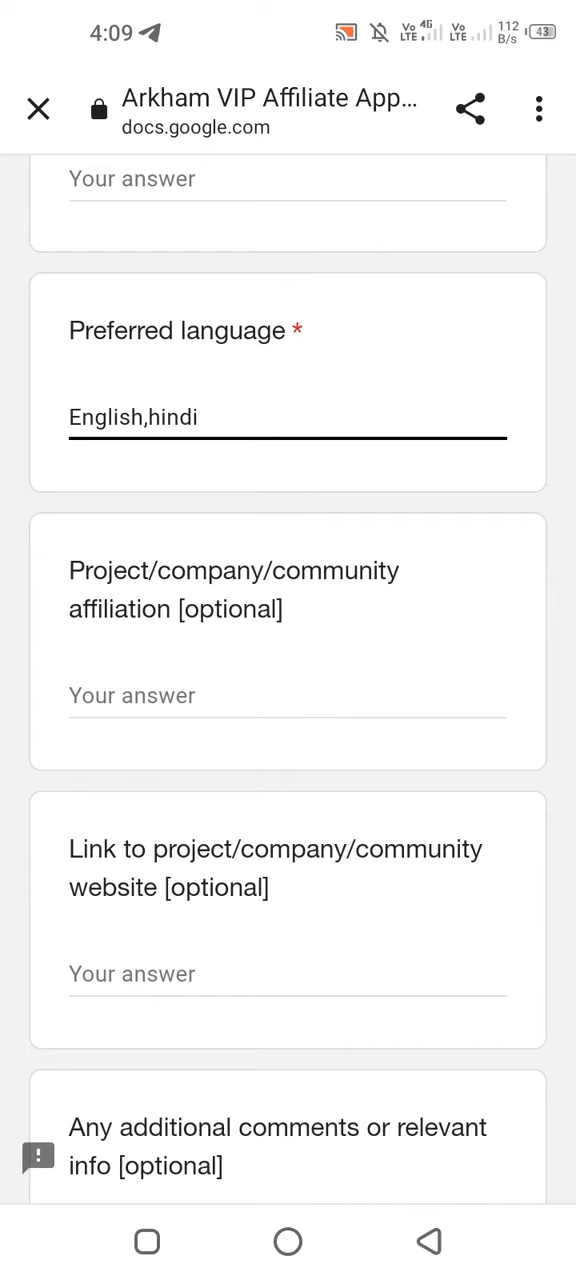 4:09
Vo LTE 4G Vo LTE 112 B/s 43
Arkham VIP Affiliate App...
docs.google.com
Your answer
Preferred language *
English,hindi
Project/company/community
affiliation [optional]
Your answer
Link to project/company/community
website [optional]
Your answer
Any additional comments or relevant
info [optional]